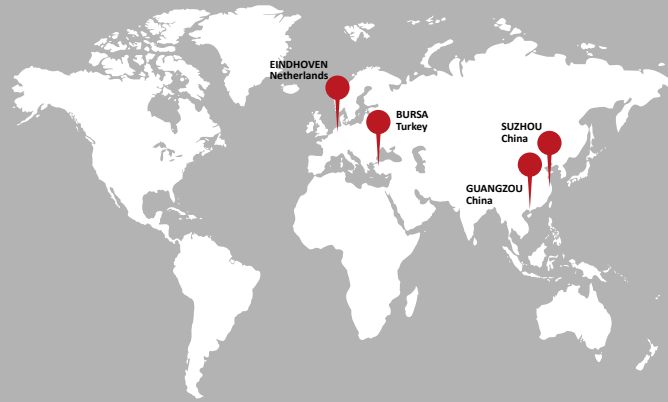 EINDHOVEN
Netherlands
BURSA
Turkey
SUZHOU
China
GUANGZOU
China